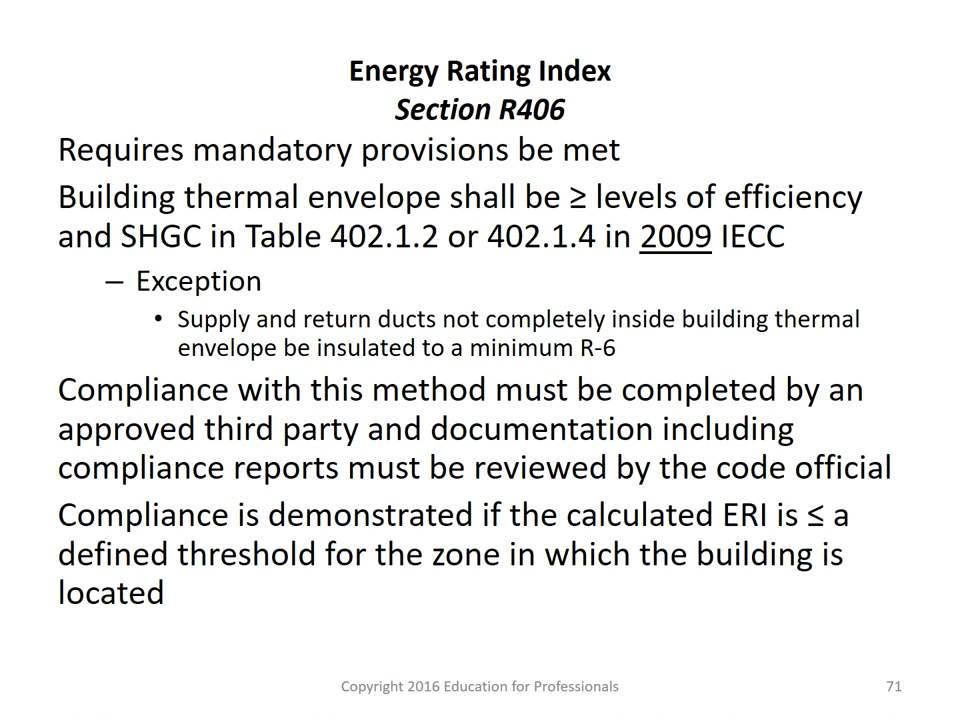 Energy Rating Index
Section R406
Requires mandatory provisions be met
Building thermal envelope shall be ≥ levels of efficiency
and SHGC in Table 402.1.2 or 402.1.4 in 2009 IECC
– Exception
• Supply and return ducts not completely inside building thermal
envelope be insulated to a minimum R-6
Compliance with this method must be completed by an
approved third party and documentation including
compliance reports must be reviewed by the code official
Compliance is demonstrated if the calculated ERI is ≤ a
defined threshold for the zone in which the building is
located
Copyright 2016 Education for Professionals
71